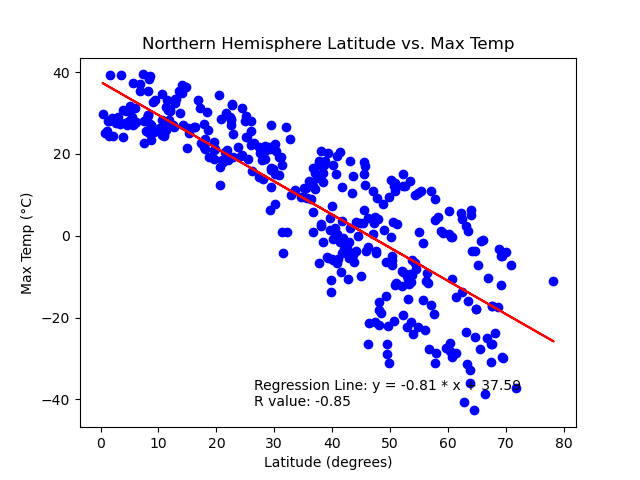 Northern Hemisphere Latitude vs. Max Temp
40
20
0
−20
−40
Max Temp (°C)
Regression Line: y = -0.81 * x + 37.59
R value: -0.85
0 10 20 30 40 50 60 70 80
Latitude (degrees)